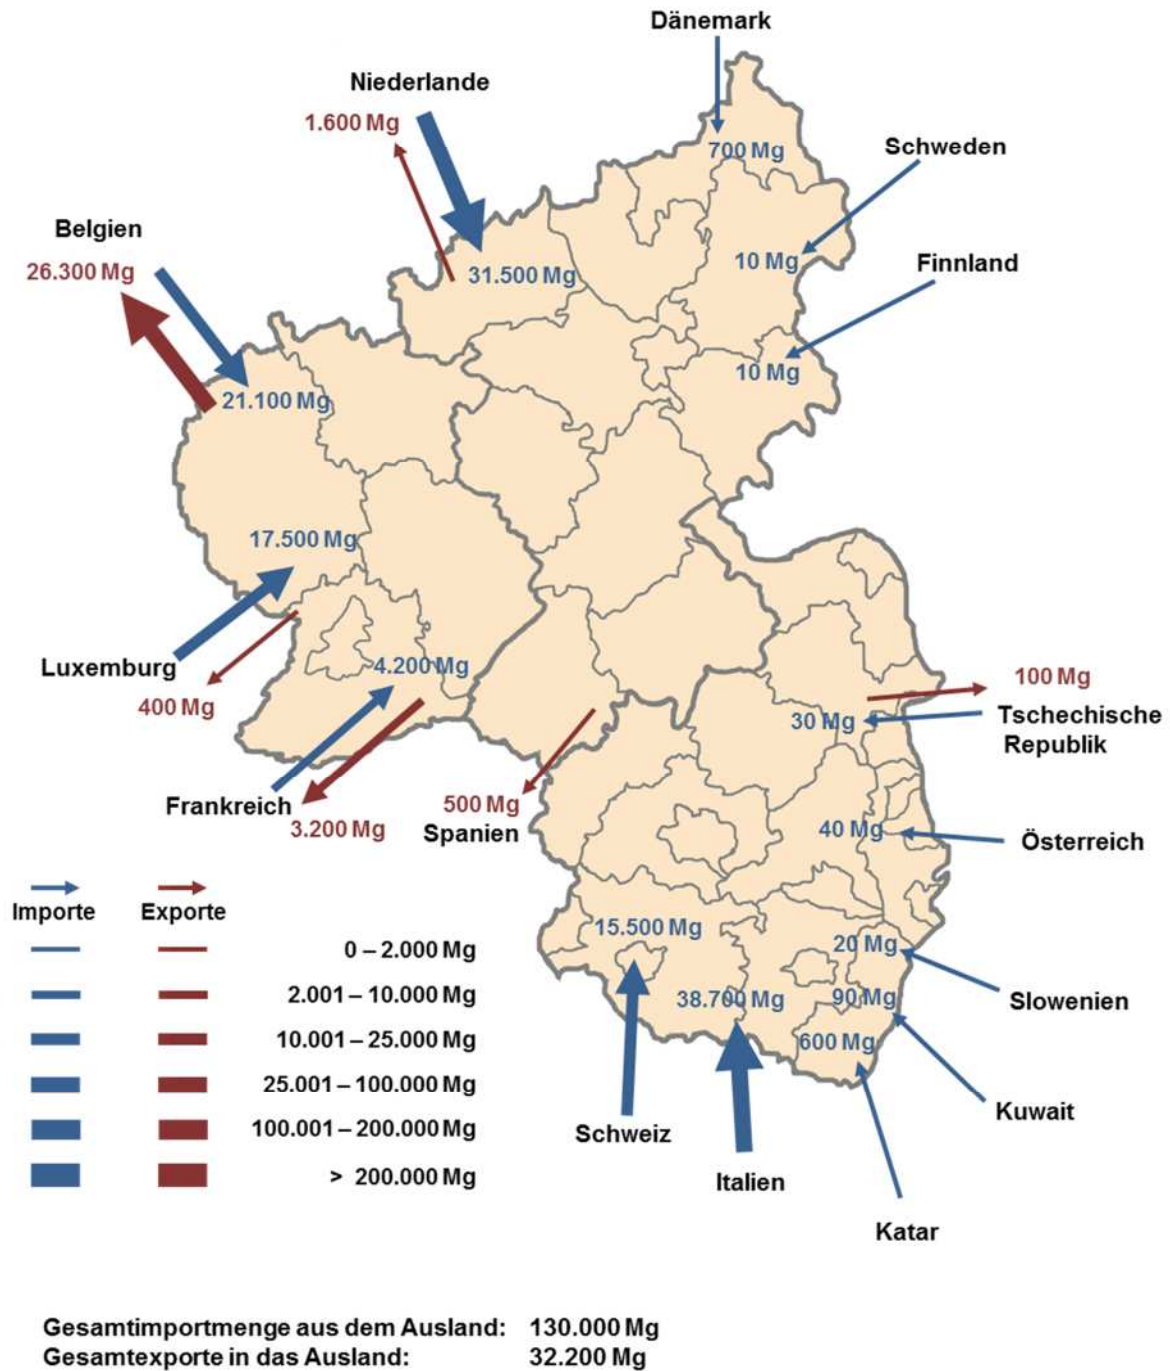 Dänemark
Niederlande
1.600 Mg
700 Mg
Schweden
Belgien
26.300 Mg
10 Mg
Finnland
31.500 Mg
10 Mg
21.100 Mg
17.500 Mg
Luxemburg
4.200 Mg
400 Mg
100 Mg
30 Mg
Tschechische
Republik
Frankreich
3.200 Mg
500 Mg
Spanien
40 Mg
Österreich
Importe
Exporte
15.500 Mg
20 Mg
0 – 2.000 Mg
38.700 Mg
90 Mg
Slowenien
2.001 – 10.000 Mg
600 Mg
10.001 – 25.000 Mg
25.001 – 100.000 Mg
Kuwait
100.001 – 200.000 Mg
Schweiz
> 200.000 Mg
Italien
Katar
Gesamtimportmenge aus dem Ausland: 130.000 Mg
Gesamtexporte in das Ausland: 32.200 Mg